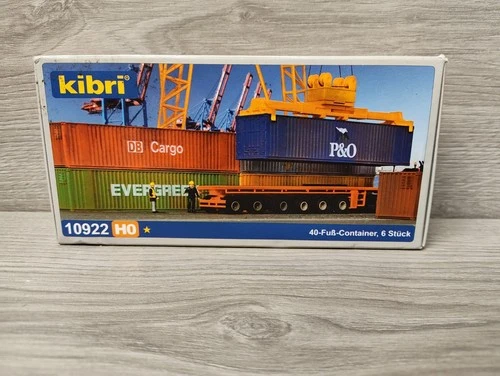 kibri
DB Cargo
P&O
EVERGREE
10922 H0
40-Fuß-Container, 6 Stück